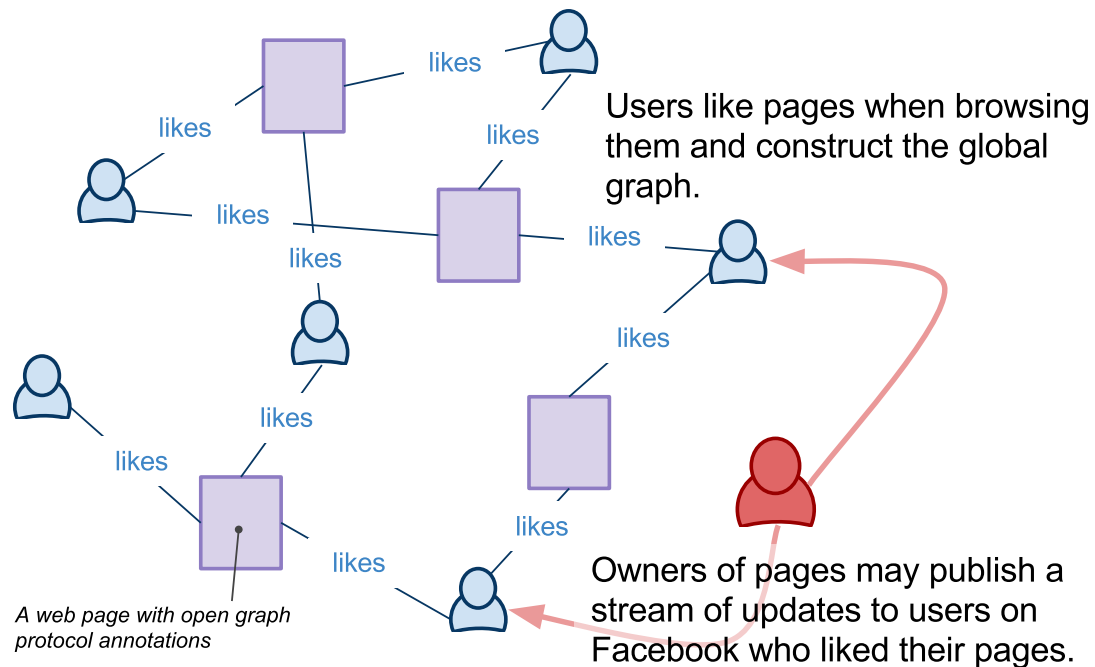 likes
Users like pages when browsing
them and construct the global
graph.
likes
likes
likes
likes
likes
likes
likes
likes
likes
likes
Owners of pages may publish a
stream of updates to users on
Facebook who liked their pages.
A web page with open graph
protocol annotations